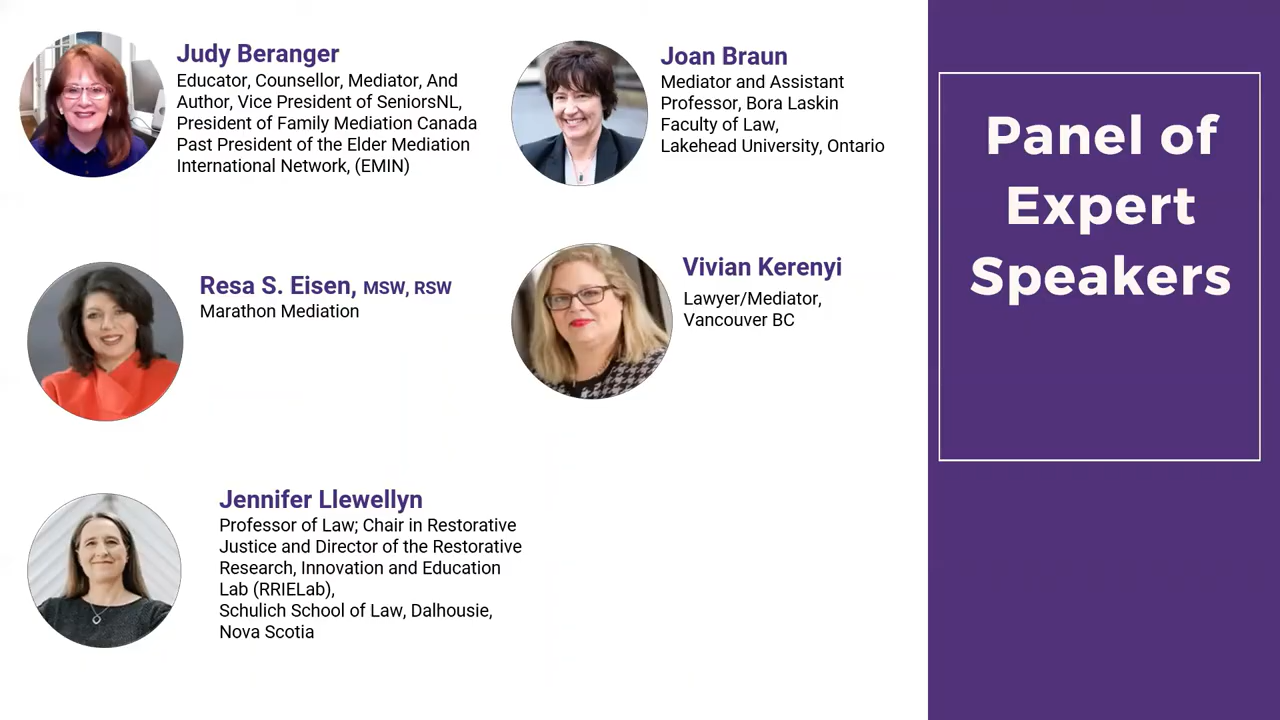 Judy Beranger
Educator, Counsellor, Mediator, And
Author, Vice President of SeniorsNL,
President of Family Mediation Canada
Past President of the Elder Mediation
International Network, (EMIN)
Joan Braun
Mediator and Assistant
Professor, Bora Laskin
Faculty of Law,
Lakehead University, Ontario
Resa S. Eisen, MSW, RSW
Marathon Mediation
Vivian Kerenyi
Lawyer/Mediator,
Vancouver BC
Jennifer Llewellyn
Professor of Law; Chair in Restorative
Justice and Director of the Restorative
Research, Innovation and Education
Lab (RRIELab),
Schulich School of Law, Dalhousie,
Nova Scotia
Panel of
Expert
Speakers